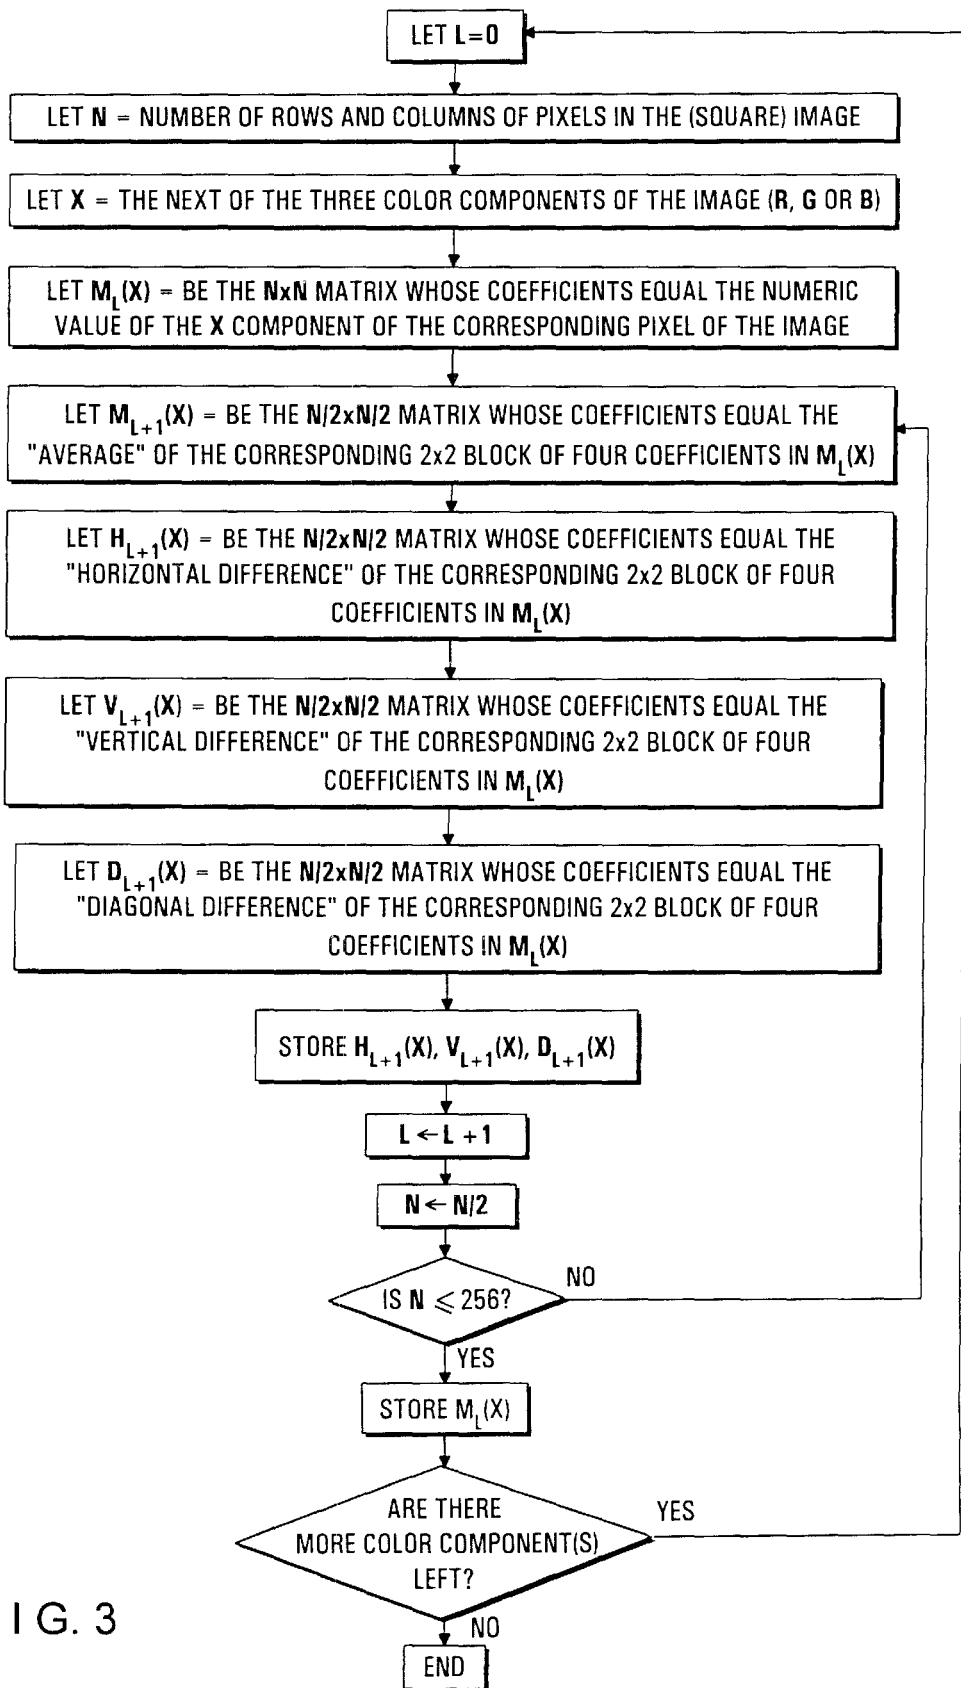 LET L=0
LET N = NUMBER OF ROWS AND COLUMNS OF PIXELS IN THE (SQUARE) IMAGE
LET X = THE NEXT OF THE THREE COLOR COMPONENTS OF THE IMAGE (R, G OR B)
LET M_L(X) = BE THE NxN MATRIX WHOSE COEFFICIENTS EQUAL THE NUMERIC
VALUE OF THE X COMPONENT OF THE CORRESPONDING PIXEL OF THE IMAGE
LET M_L+1(X) = BE THE N/2xN/2 MATRIX WHOSE COEFFICIENTS EQUAL THE
"AVERAGE" OF THE CORRESPONDING 2x2 BLOCK OF FOUR COEFFICIENTS IN M_L(X)
LET H_L+1(X) = BE THE N/2xN/2 MATRIX WHOSE COEFFICIENTS EQUAL THE
"HORIZONTAL DIFFERENCE" OF THE CORRESPONDING 2x2 BLOCK OF FOUR
COEFFICIENTS IN M_L(X)
LET V_L+1(X) = BE THE N/2xN/2 MATRIX WHOSE COEFFICIENTS EQUAL THE
"VERTICAL DIFFERENCE" OF THE CORRESPONDING 2x2 BLOCK OF FOUR
COEFFICIENTS IN M_L(X)
LET D_L+1(X) = BE THE N/2xN/2 MATRIX WHOSE COEFFICIENTS EQUAL THE
"DIAGONAL DIFFERENCE" OF THE CORRESPONDING 2x2 BLOCK OF FOUR
COEFFICIENTS IN M_L(X)
STORE H_L+1(X), V_L+1(X), D_L+1(X)
L ← L + 1
N ← N/2
IS N ⩽ 256?
NO
YES
STORE M_L(X)
ARE THERE
MORE COLOR COMPONENT(S)
LEFT?
YES
NO
END
I G. 3